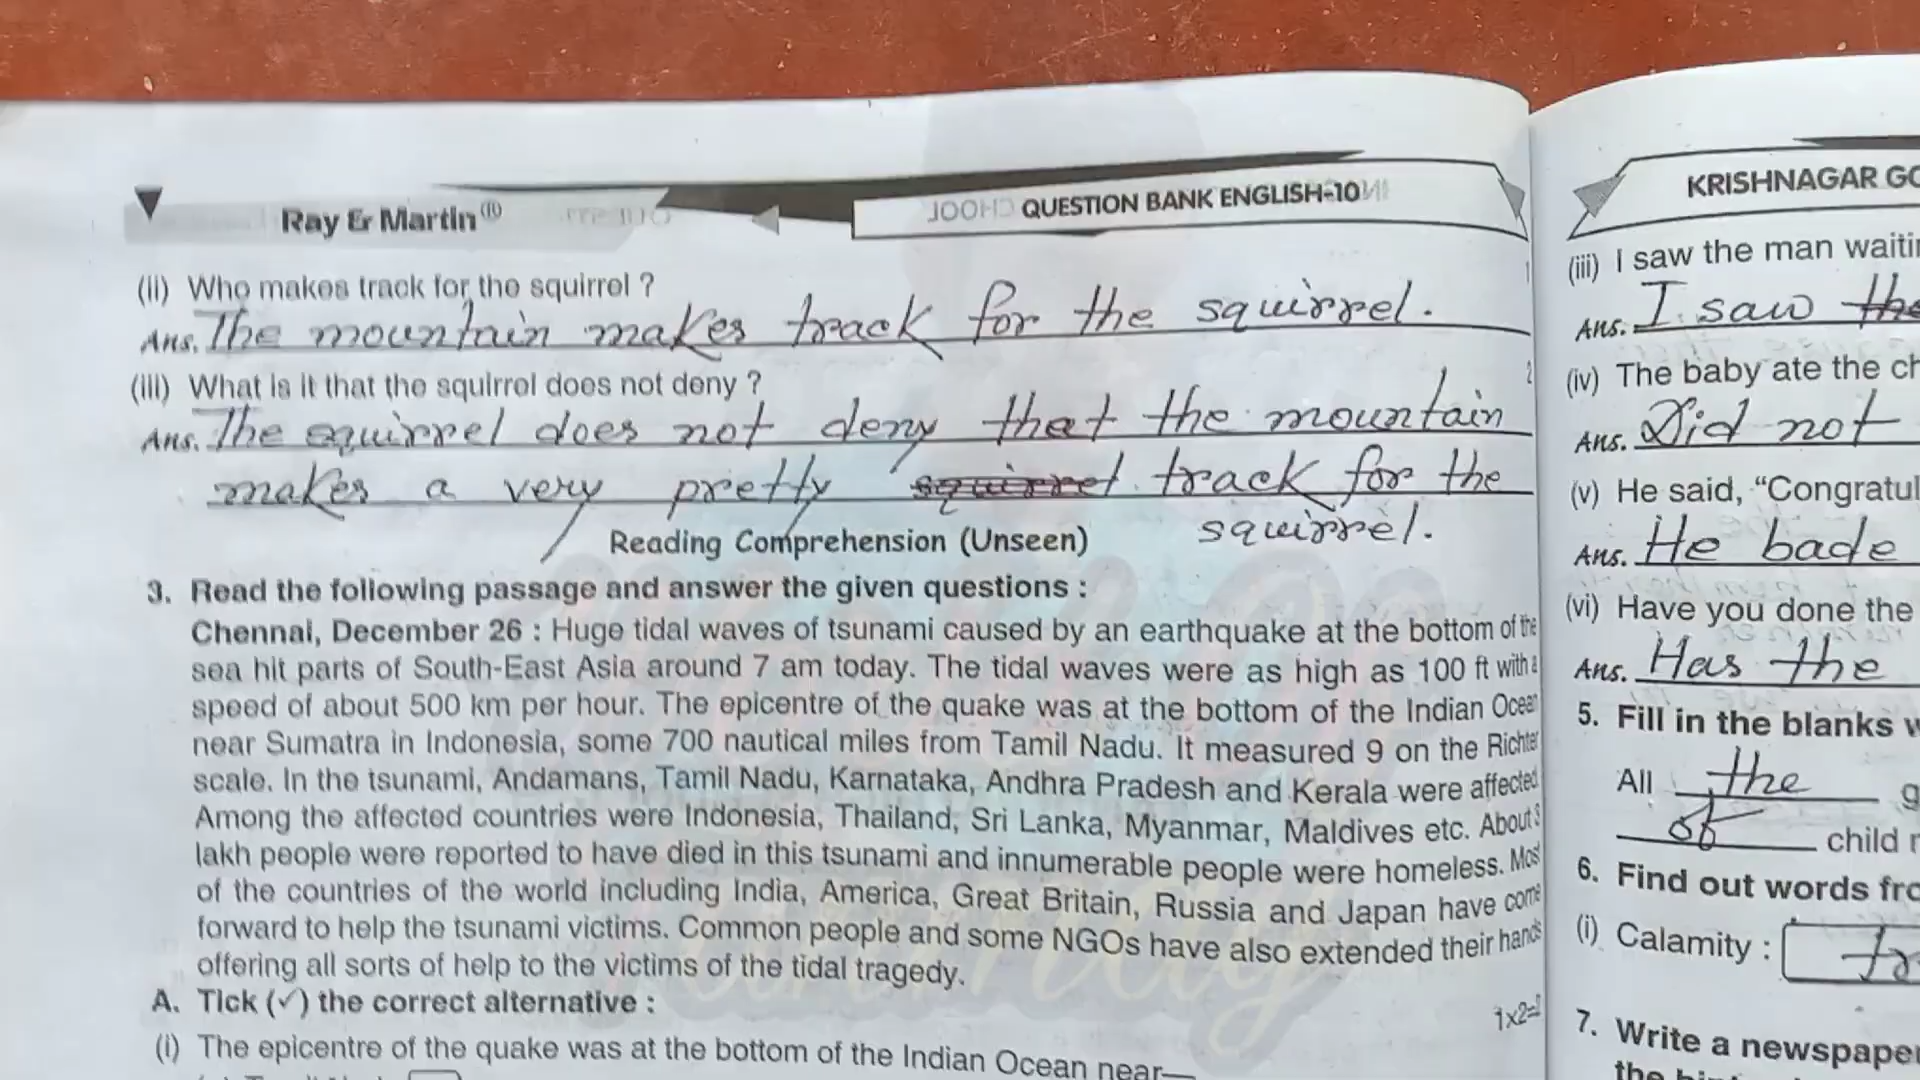 Ray & Martin(R)
QUESTION BANK ENGLISH-10
(ii) Who makes track for the squirrel ? 1
Ans. The mountain makes track for the squirrel.
(iii) What is it that the squirrel does not deny ? 2
Ans. The squirrel does not deny that the mountain
makes a very pretty squirrel track for the
squirrel.
Reading Comprehension (Unseen)
3. Read the following passage and answer the given questions :
Chennai, December 26 : Huge tidal waves of tsunami caused by an earthquake at the bottom of the
sea hit parts of South-East Asia around 7 am today. The tidal waves were as high as 100 ft with a
speed of about 500 km per hour. The epicentre of the quake was at the bottom of the Indian Ocean
near Sumatra in Indonesia, some 700 nautical miles from Tamil Nadu. It measured 9 on the Richter
scale. In the tsunami, Andamans, Tamil Nadu, Karnataka, Andhra Pradesh and Kerala were affected
Among the affected countries were Indonesia, Thailand, Sri Lanka, Myanmar, Maldives etc. About 3
lakh people were reported to have died in this tsunami and innumerable people were homeless. Most
of the countries of the world including India, America, Great Britain, Russia and Japan have come
forward to help the tsunami victims. Common people and some NGOs have also extended their hands
offering all sorts of help to the victims of the tidal tragedy.
A. Tick (✓) the correct alternative : 1x2=
(i) The epicentre of the quake was at the bottom of the Indian Ocean near—
KRISHNAGAR GO
(iii) I saw the man waitin
Ans. I saw the
(iv) The baby ate the ch
Ans. Did not
(v) He said, “Congratul
Ans. He bade
(vi) Have you done the
Ans. Has the
5. Fill in the blanks w
All the g
of child r
6. Find out words fro
(i) Calamity : tr
7. Write a newspaper